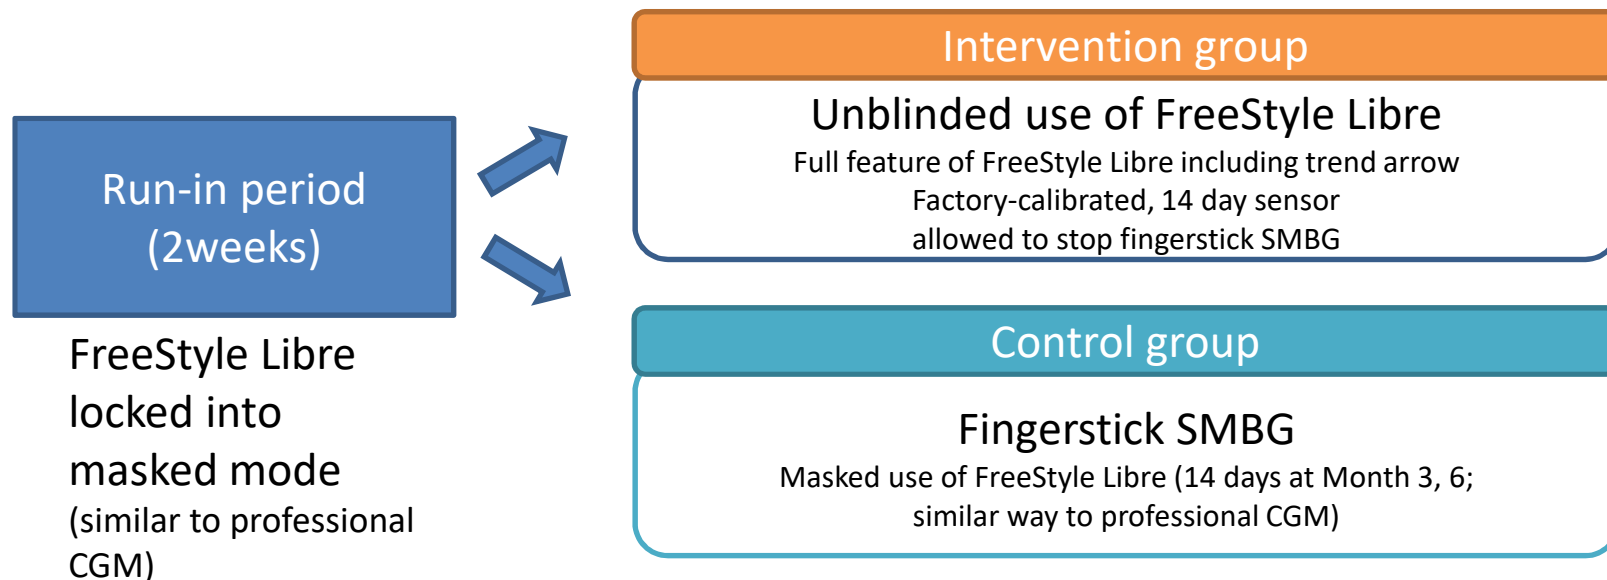 Run-in period
(2weeks)
FreeStyle Libre
locked into
masked mode
(similar to professional
CGM)
Intervention group
Unblinded use of FreeStyle Libre
Full feature of FreeStyle Libre including trend arrow
Factory-calibrated, 14 day sensor
allowed to stop fingerstick SMBG
Control group
Fingerstick SMBG
Masked use of FreeStyle Libre (14 days at Month 3, 6;
similar way to professional CGM)